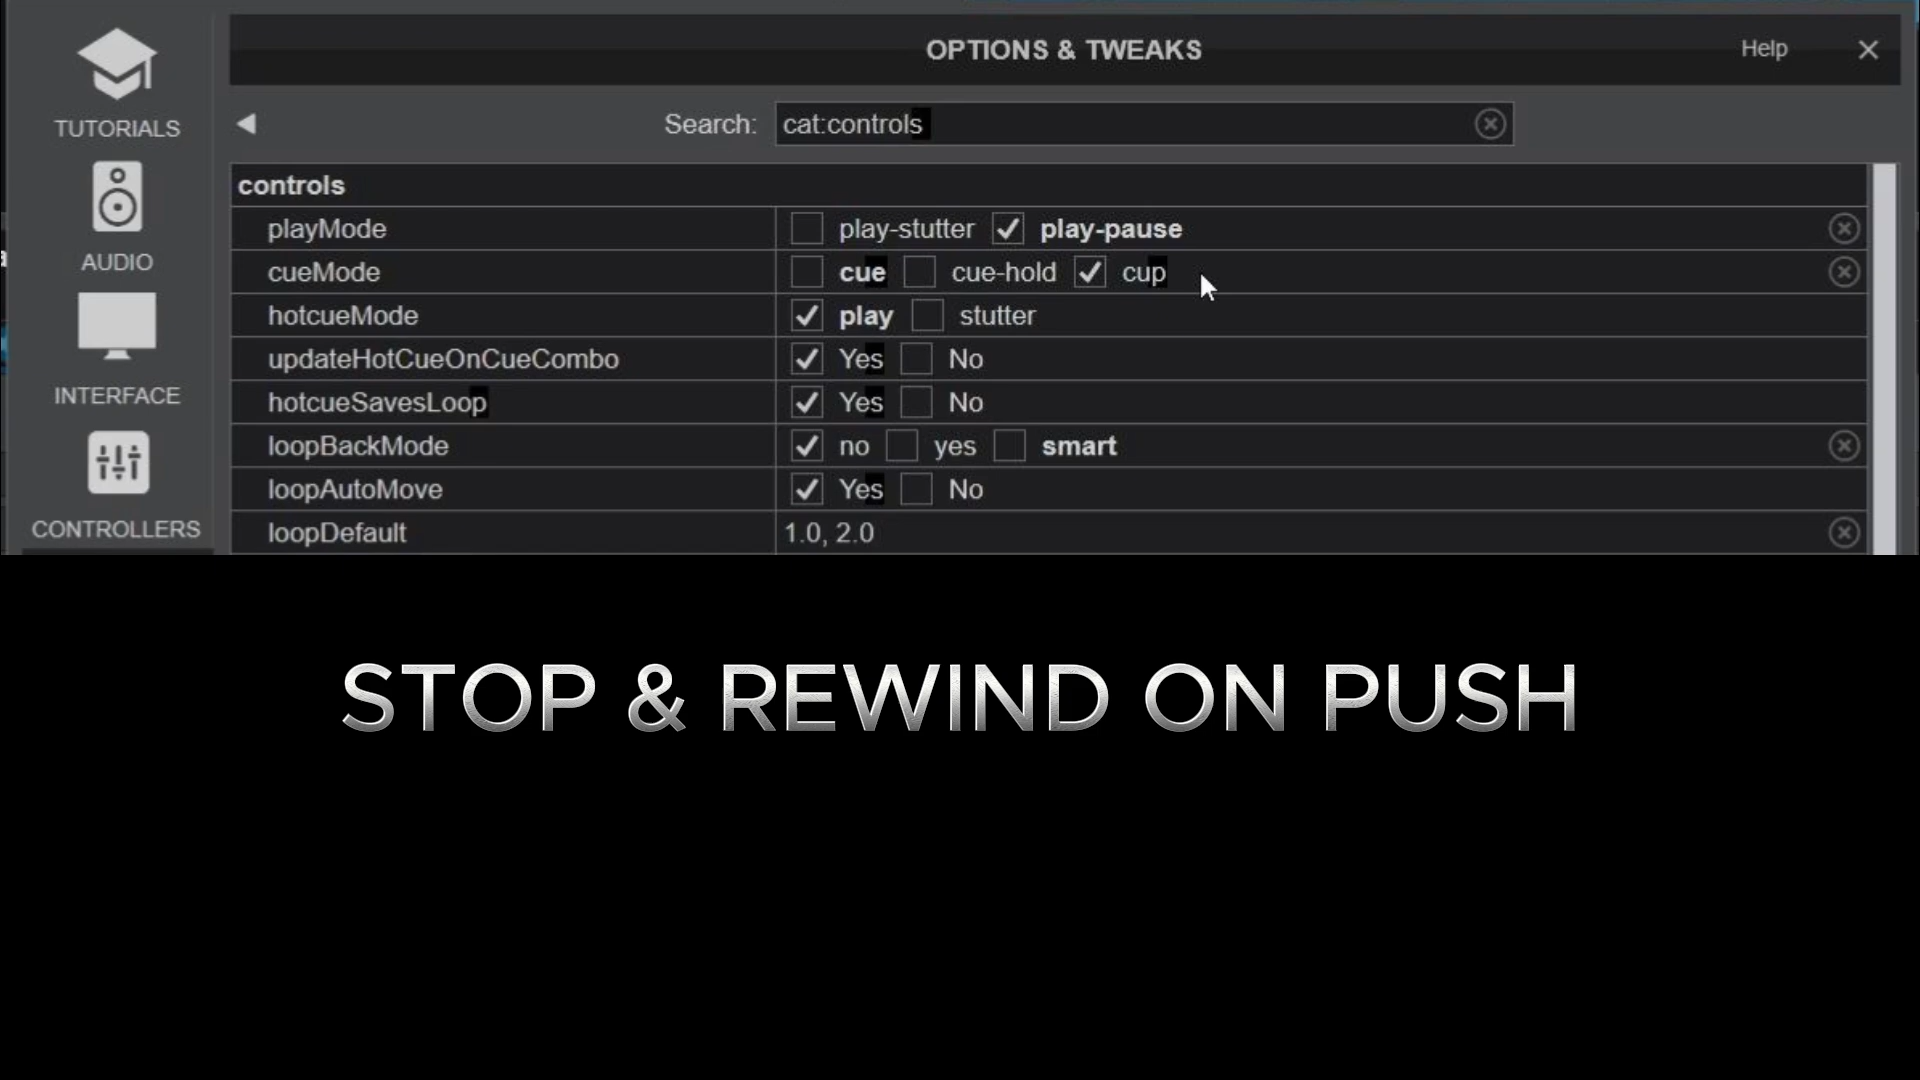 OPTIONS & TWEAKS Help
TUTORIALS
Search: cat:controls
controls
playMode play-stutter play-pause
AUDIO
cueMode cue cue-hold cup
hotcueMode play stutter
updateHotCueOnCueCombo Yes No
INTERFACE
hotcueSavesLoop Yes No
loopBackMode no yes smart
loopAutoMove Yes No
CONTROLLERS
loopDefault 1.0, 2.0
STOP & REWIND ON PUSH